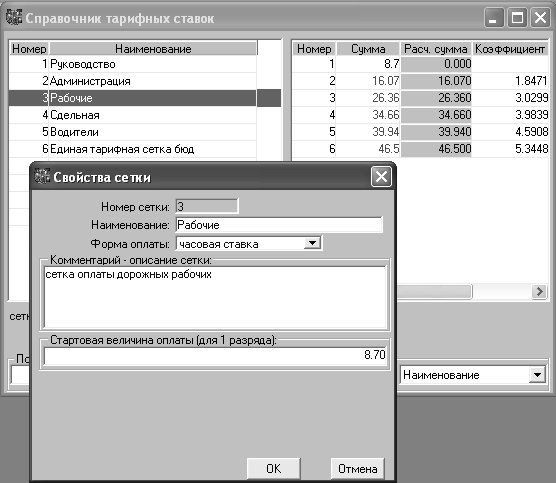 Справочник тарифных ставок
Номер Наименование
1 Руководство
2 Администрация
3 Рабочие
4 Сдельная
5 Водители
6 Единая тарифная сетка бюд
Номер Сумма Расч. сумма Коэффициент
1 8.7 0.000
2 16.07 16.070 1.8471
3 26.36 26.360 3.0299
4 34.66 34.660 3.9839
5 39.94 39.940 4.5908
6 46.5 46.500 5.3448
Свойства сетки
Номер сетки: 3
Наименование: Рабочие
Форма оплаты: часовая ставка
Комментарий - описание сетки:
сетка оплаты дорожных рабочих
Стартовая величина оплаты (для 1 разряда):
8.70
OK Отмена
сетк
По
Наименование